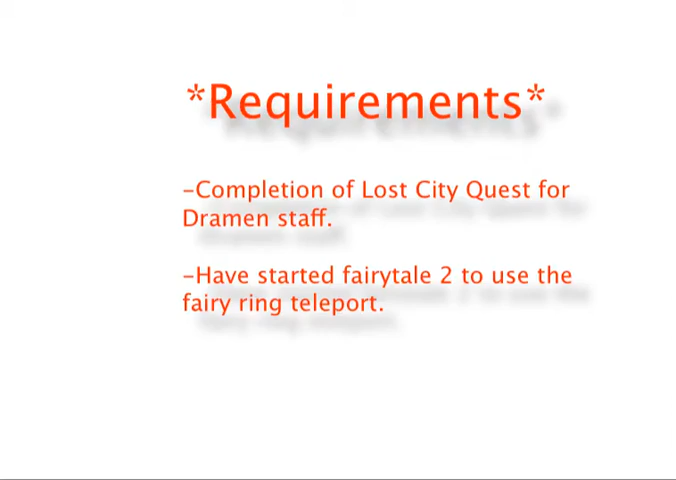 *Requirements*
-Completion of Lost City Quest for
Dramen staff.
-Have started fairytale 2 to use the
fairy ring teleport.